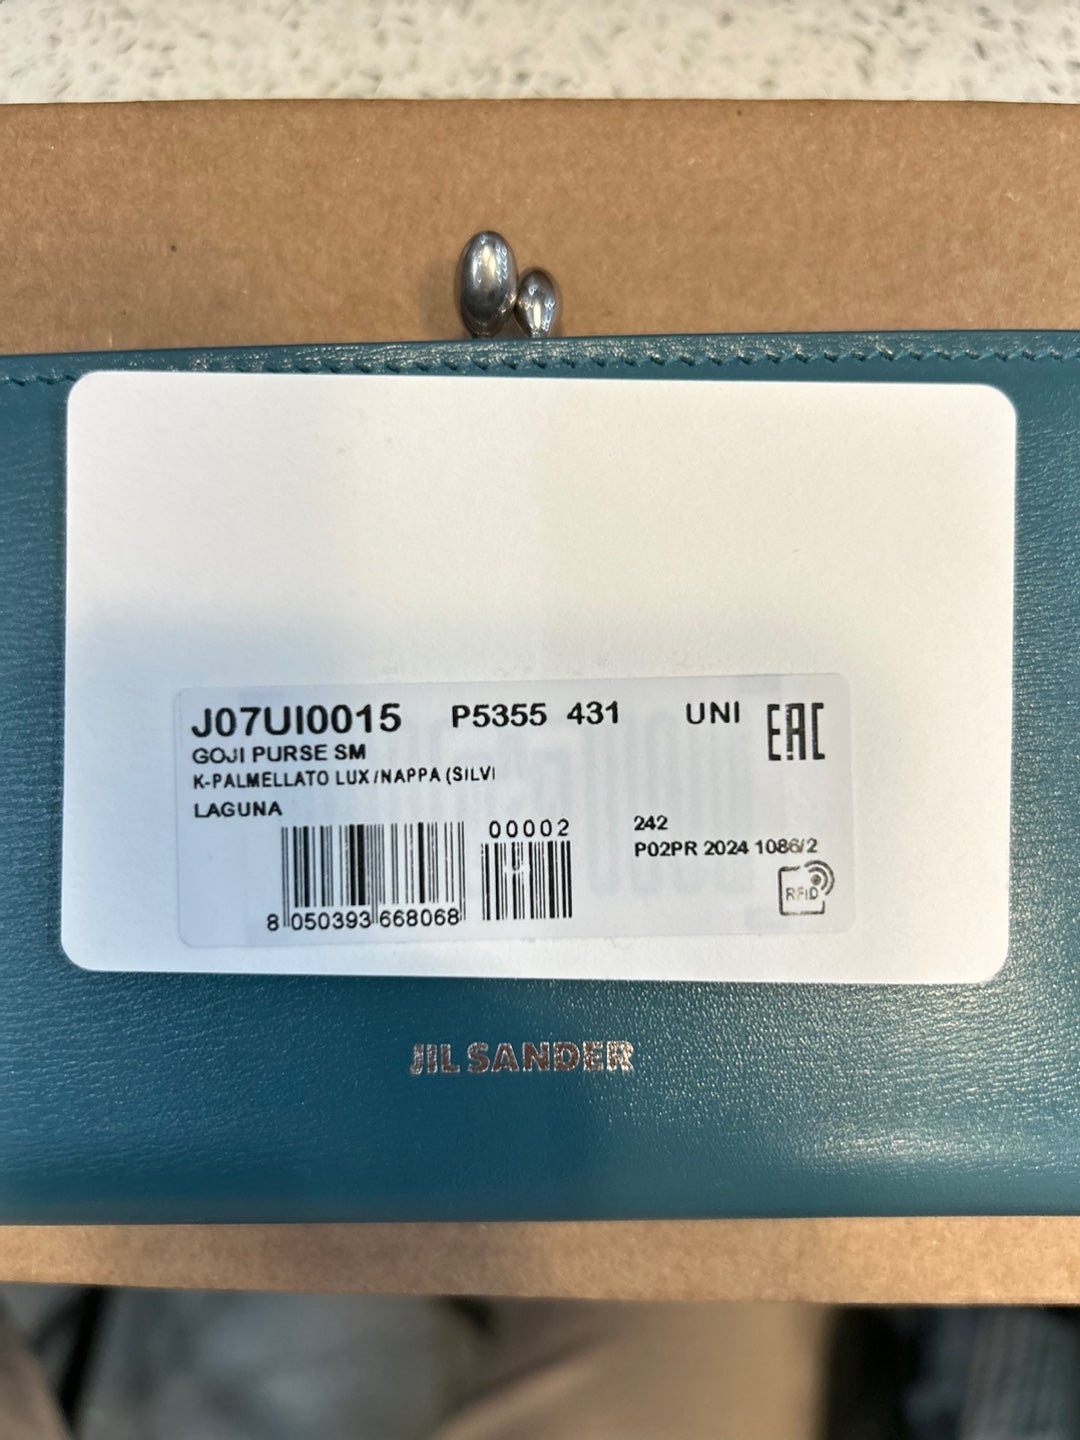 J07UI0015 P5355 431 UNI EAC
GOJI PURSE SM
K-PALMELLATO LUX/NAPPA (SILVI
LAGUNA
00002
242
P02PR 2024 1086/2
RFID
8 050393 668068
JIL SANDER